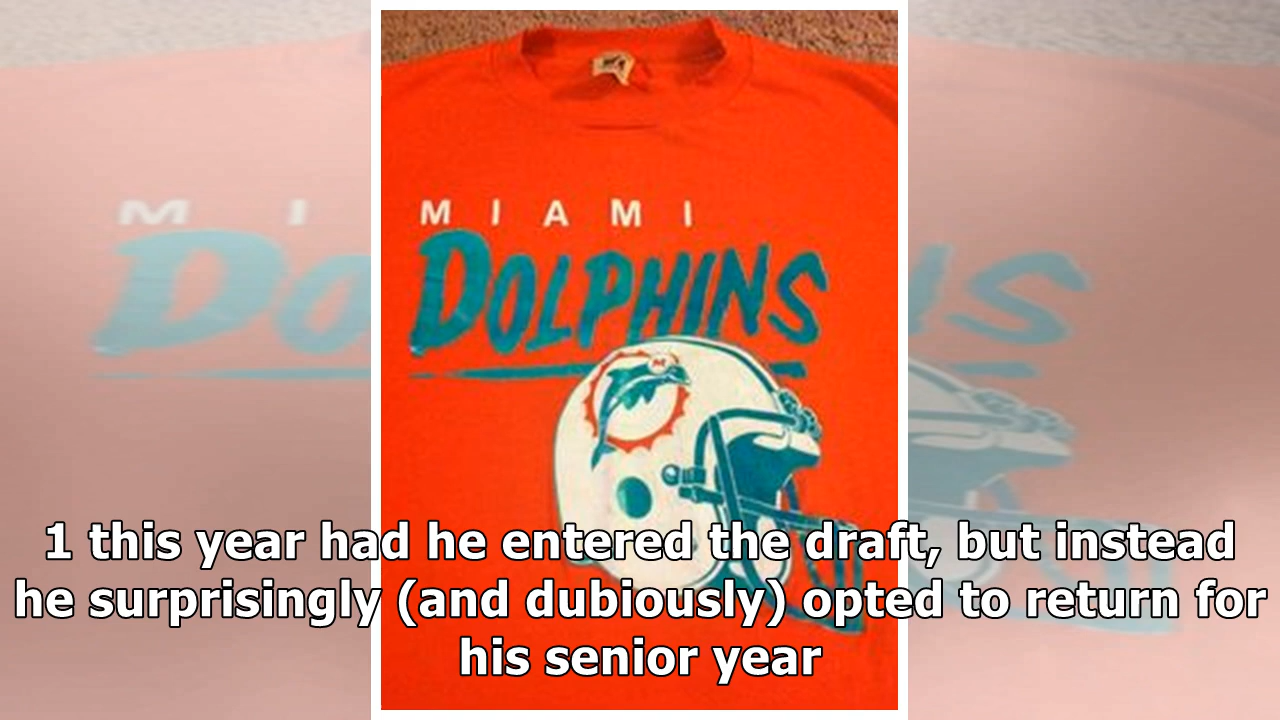 MIAMI
DOLPHINS
1 this year had he entered the draft, but instead
he surprisingly (and dubiously) opted to return for
his senior year